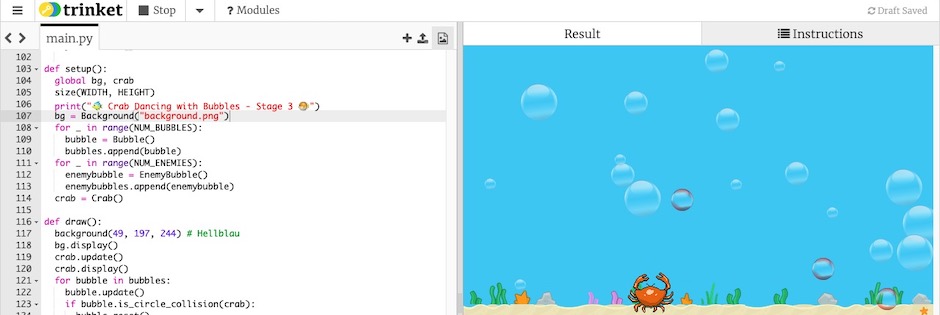 trinket
Stop
? Modules
Draft Saved
main.py
Result
Instructions
102
103 def setup():
104 global bg, crab
105 size(WIDTH, HEIGHT)
106 print("🐠 Crab Dancing with Bubbles - Stage 3 🐡")
107 bg = Background("background.png")
108 for _ in range(NUM_BUBBLES):
109 bubble = Bubble()
110 bubbles.append(bubble)
111 for _ in range(NUM_ENEMIES):
112 enemybubble = EnemyBubble()
113 enemybubbles.append(enemybubble)
114 crab = Crab()
115
116 def draw():
117 background(49, 197, 244) # Hellblau
118 bg.display()
119 crab.update()
120 crab.display()
121 for bubble in bubbles:
122 bubble.update()
123 if bubble.is_circle_collision(crab):